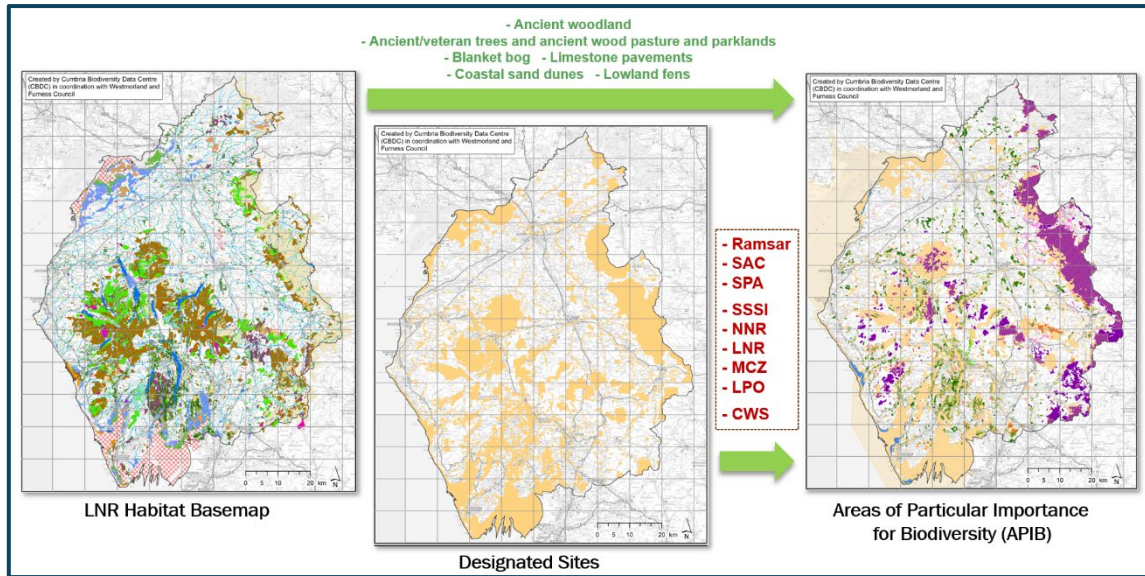 - Ancient woodland
- Ancient/veteran trees and ancient wood pasture and parklands
- Blanket bog - Limestone pavements
- Coastal sand dunes - Lowland fens
Created by Cumbria Biodiversity Data Centre
(CBDC) in coordination with Westmorland and
Furness Council
0 5 10 20
km
N
LNR Habitat Basemap
Created by Cumbria Biodiversity Data Centre
(CBDC) in coordination with Westmorland and
Furness Council
0 5 10 20
km
N
Designated Sites
- Ramsar
- SAC
- SPA
- SSSI
- NNR
- LNR
- MCZ
- LPO
- CWS
Created by Cumbria Biodiversity Data Centre
(CBDC) in coordination with Westmorland and
Furness Council
0 5 10 20
km
N
Areas of Particular Importance
for Biodiversity (APIB)